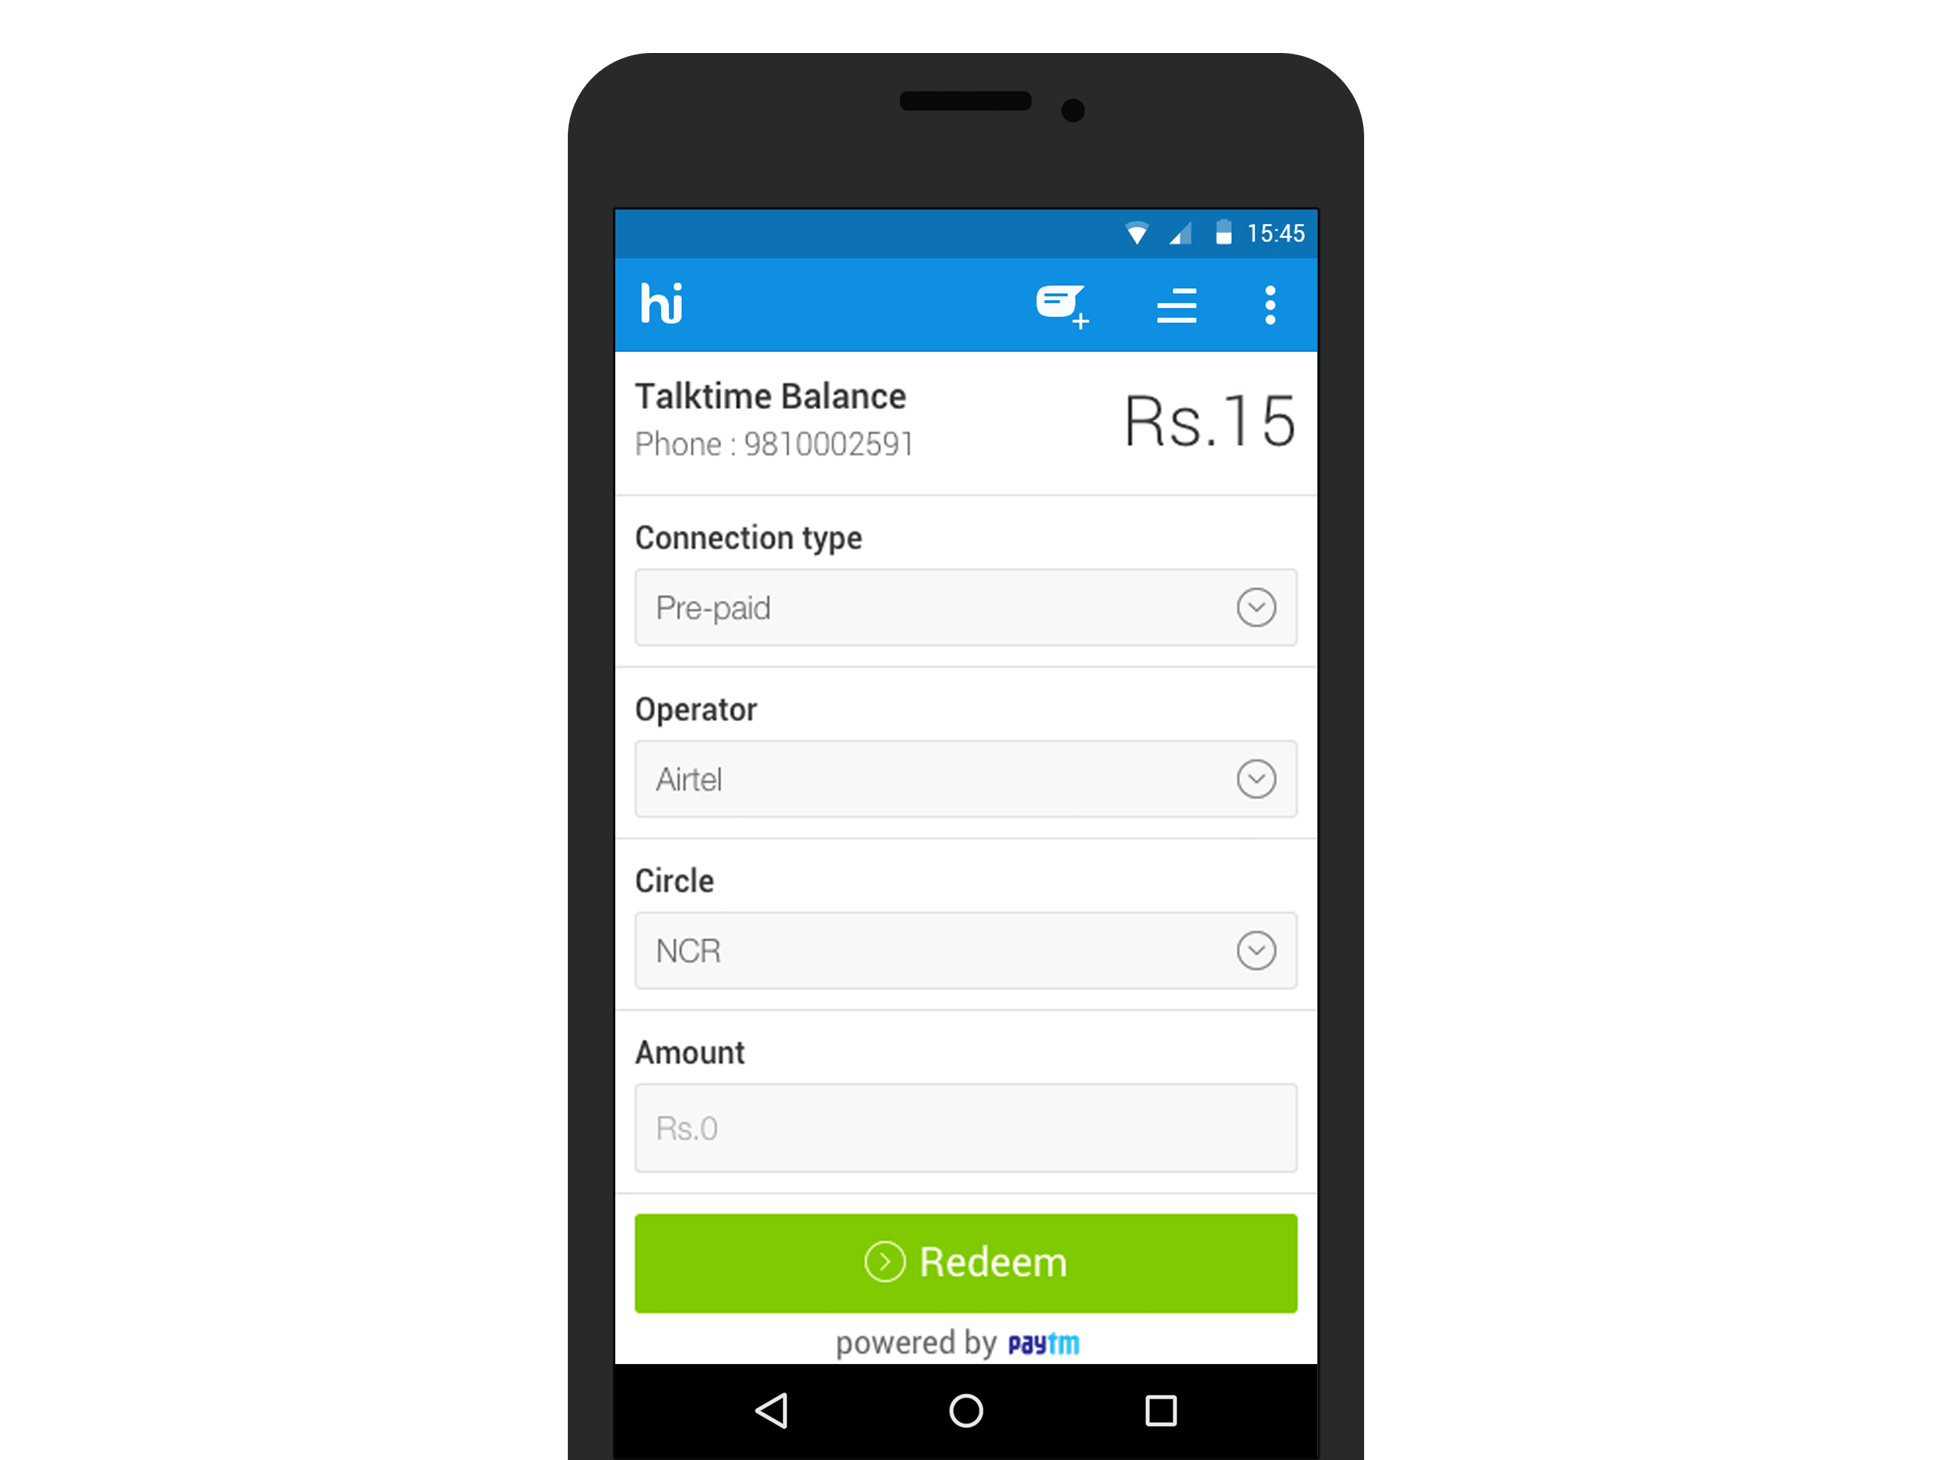 15:45
hi
Talktime Balance
Phone : 9810002591
Rs.15
Connection type
Pre-paid
Operator
Airtel
Circle
NCR
Amount
Rs.0
Redeem
powered by paytm